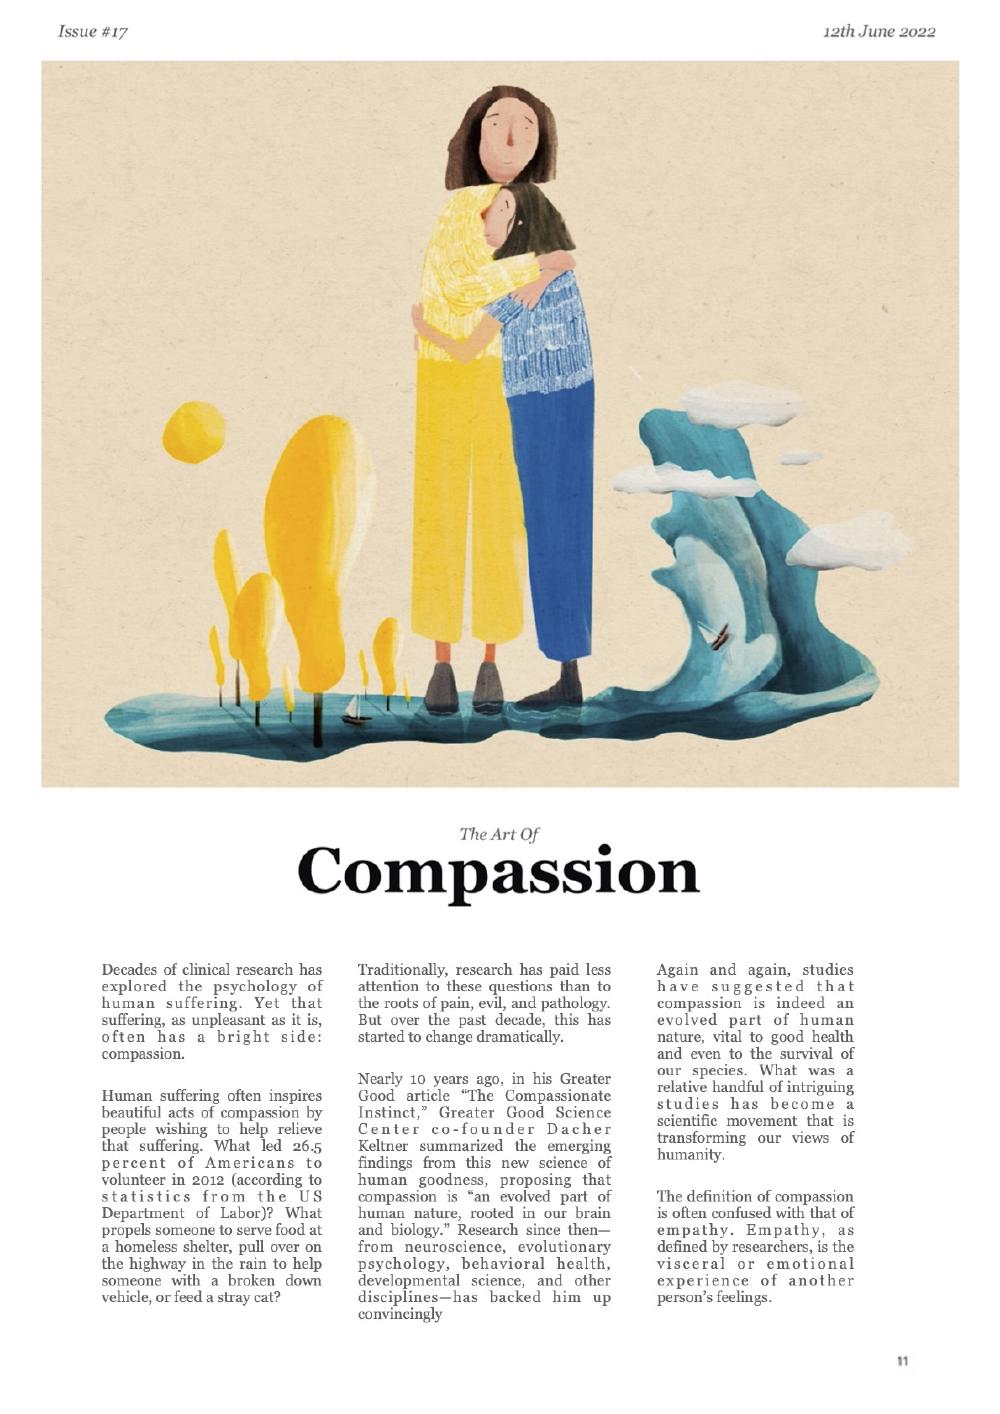 Issue #17
12th June 2022
The Art Of
Compassion
Decades of clinical research has
explored the psychology of
human suffering. Yet that
suffering, as unpleasant as it is,
often has a bright side:
compassion.
Human suffering often inspires
beautiful acts of compassion by
people wishing to help relieve
that suffering. What led 26.5
percent of Americans to
volunteer in 2012 (according to
statistics from the US
Department of Labor)? What
propels someone to serve food at
a homeless shelter, pull over on
the highway in the rain to help
someone with a broken down
vehicle, or feed a stray cat?
Traditionally, research has paid less
attention to these questions than to
the roots of pain, evil, and pathology.
But over the past decade, this has
started to change dramatically.
Nearly 10 years ago, in his Greater
Good article “The Compassionate
Instinct,” Greater Good Science
Center co-founder Dacher
Keltner summarized the emerging
findings from this new science of
human goodness, proposing that
compassion is “an evolved part of
human nature, rooted in our brain
and biology.” Research since then—
from neuroscience, evolutionary
psychology, behavioral health,
developmental science, and other
disciplines—has backed him up
convincingly
Again and again, studies
have suggested that
compassion is indeed an
evolved part of human
nature, vital to good health
and even to the survival of
our species. What was a
relative handful of intriguing
studies has become a
scientific movement that is
transforming our views of
humanity.
The definition of compassion
is often confused with that of
empathy. Empathy, as
defined by researchers, is the
visceral or emotional
experience of another
person’s feelings.
11